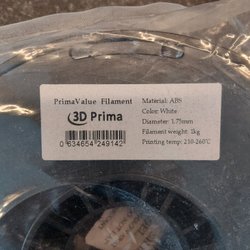 PrimaValue Filament
3D Prima
0 634654 249142
Material: ABS
Color: White
Diameter: 1.75mm
Filament weight: 1kg
Printing temp: 210-260°C